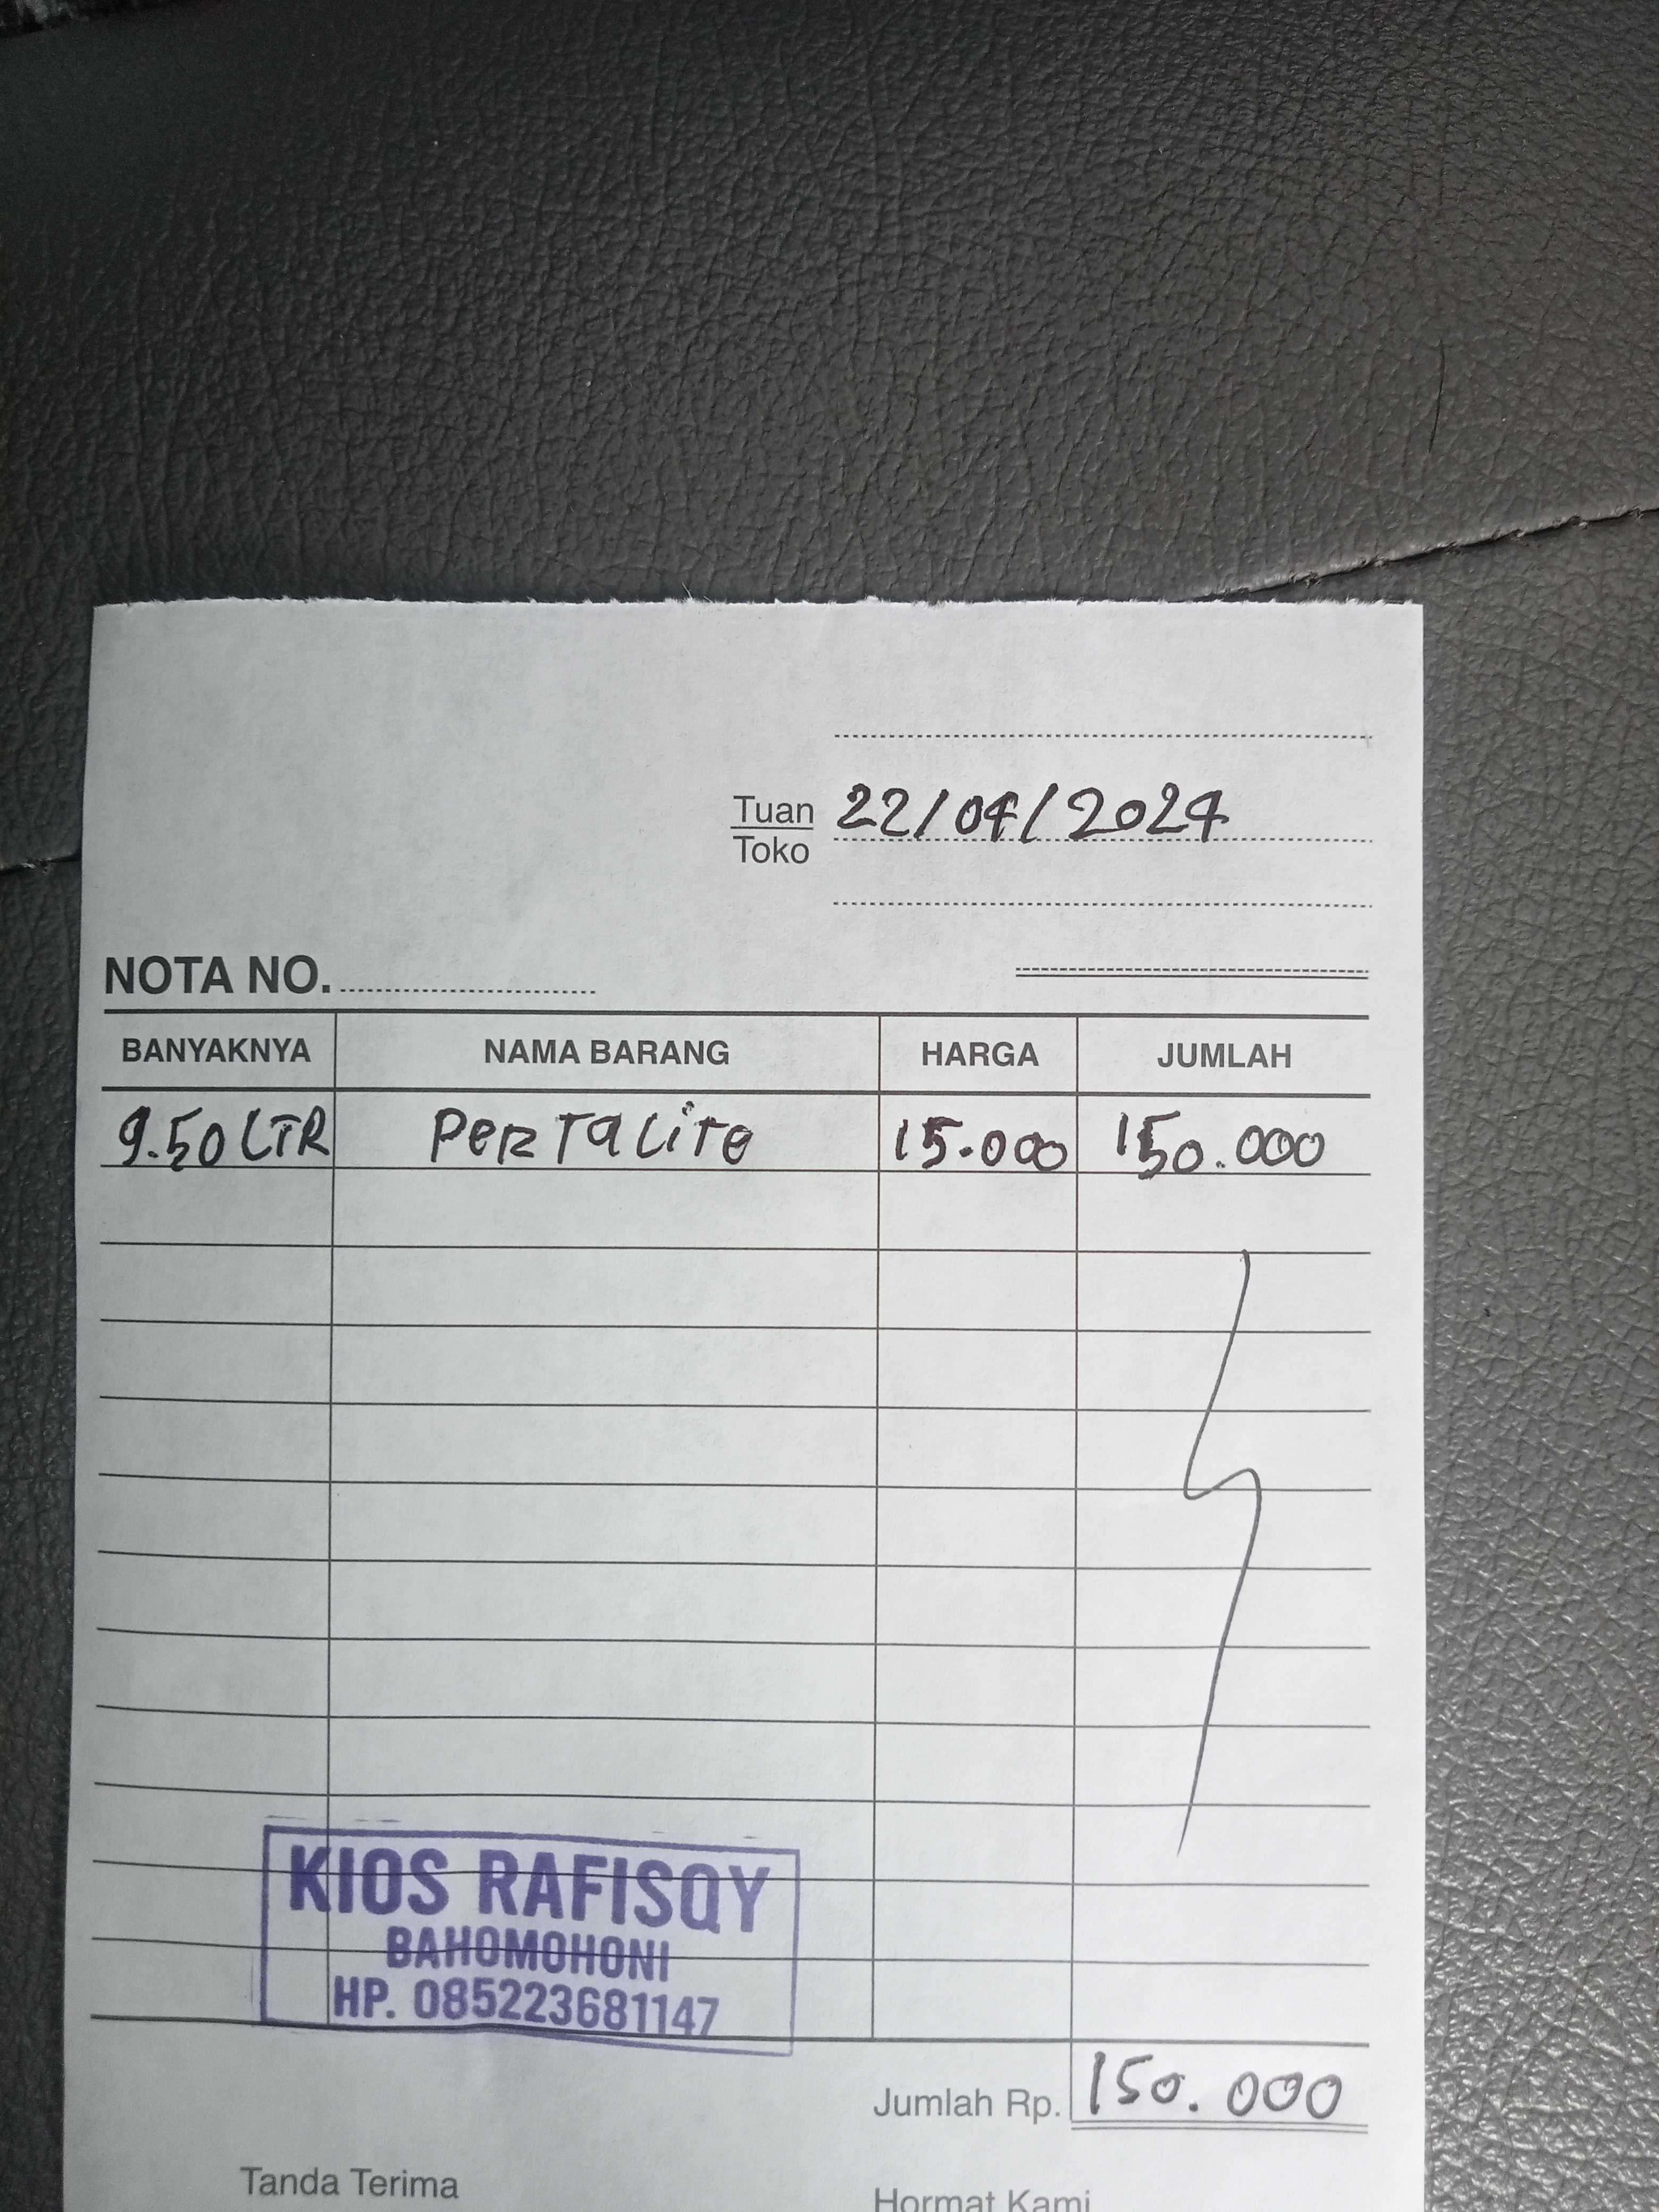 Tuan
Toko
22/04/2024
NOTA NO.
BANYAKNYA NAMA BARANG HARGA JUMLAH
9.50 LTR PERTALITE 15.000 150.000
KIOS RAFISQY
BAHOMOHONI
HP. 085223681147
Jumlah Rp. 150.000
Tanda Terima
Hormat Kami